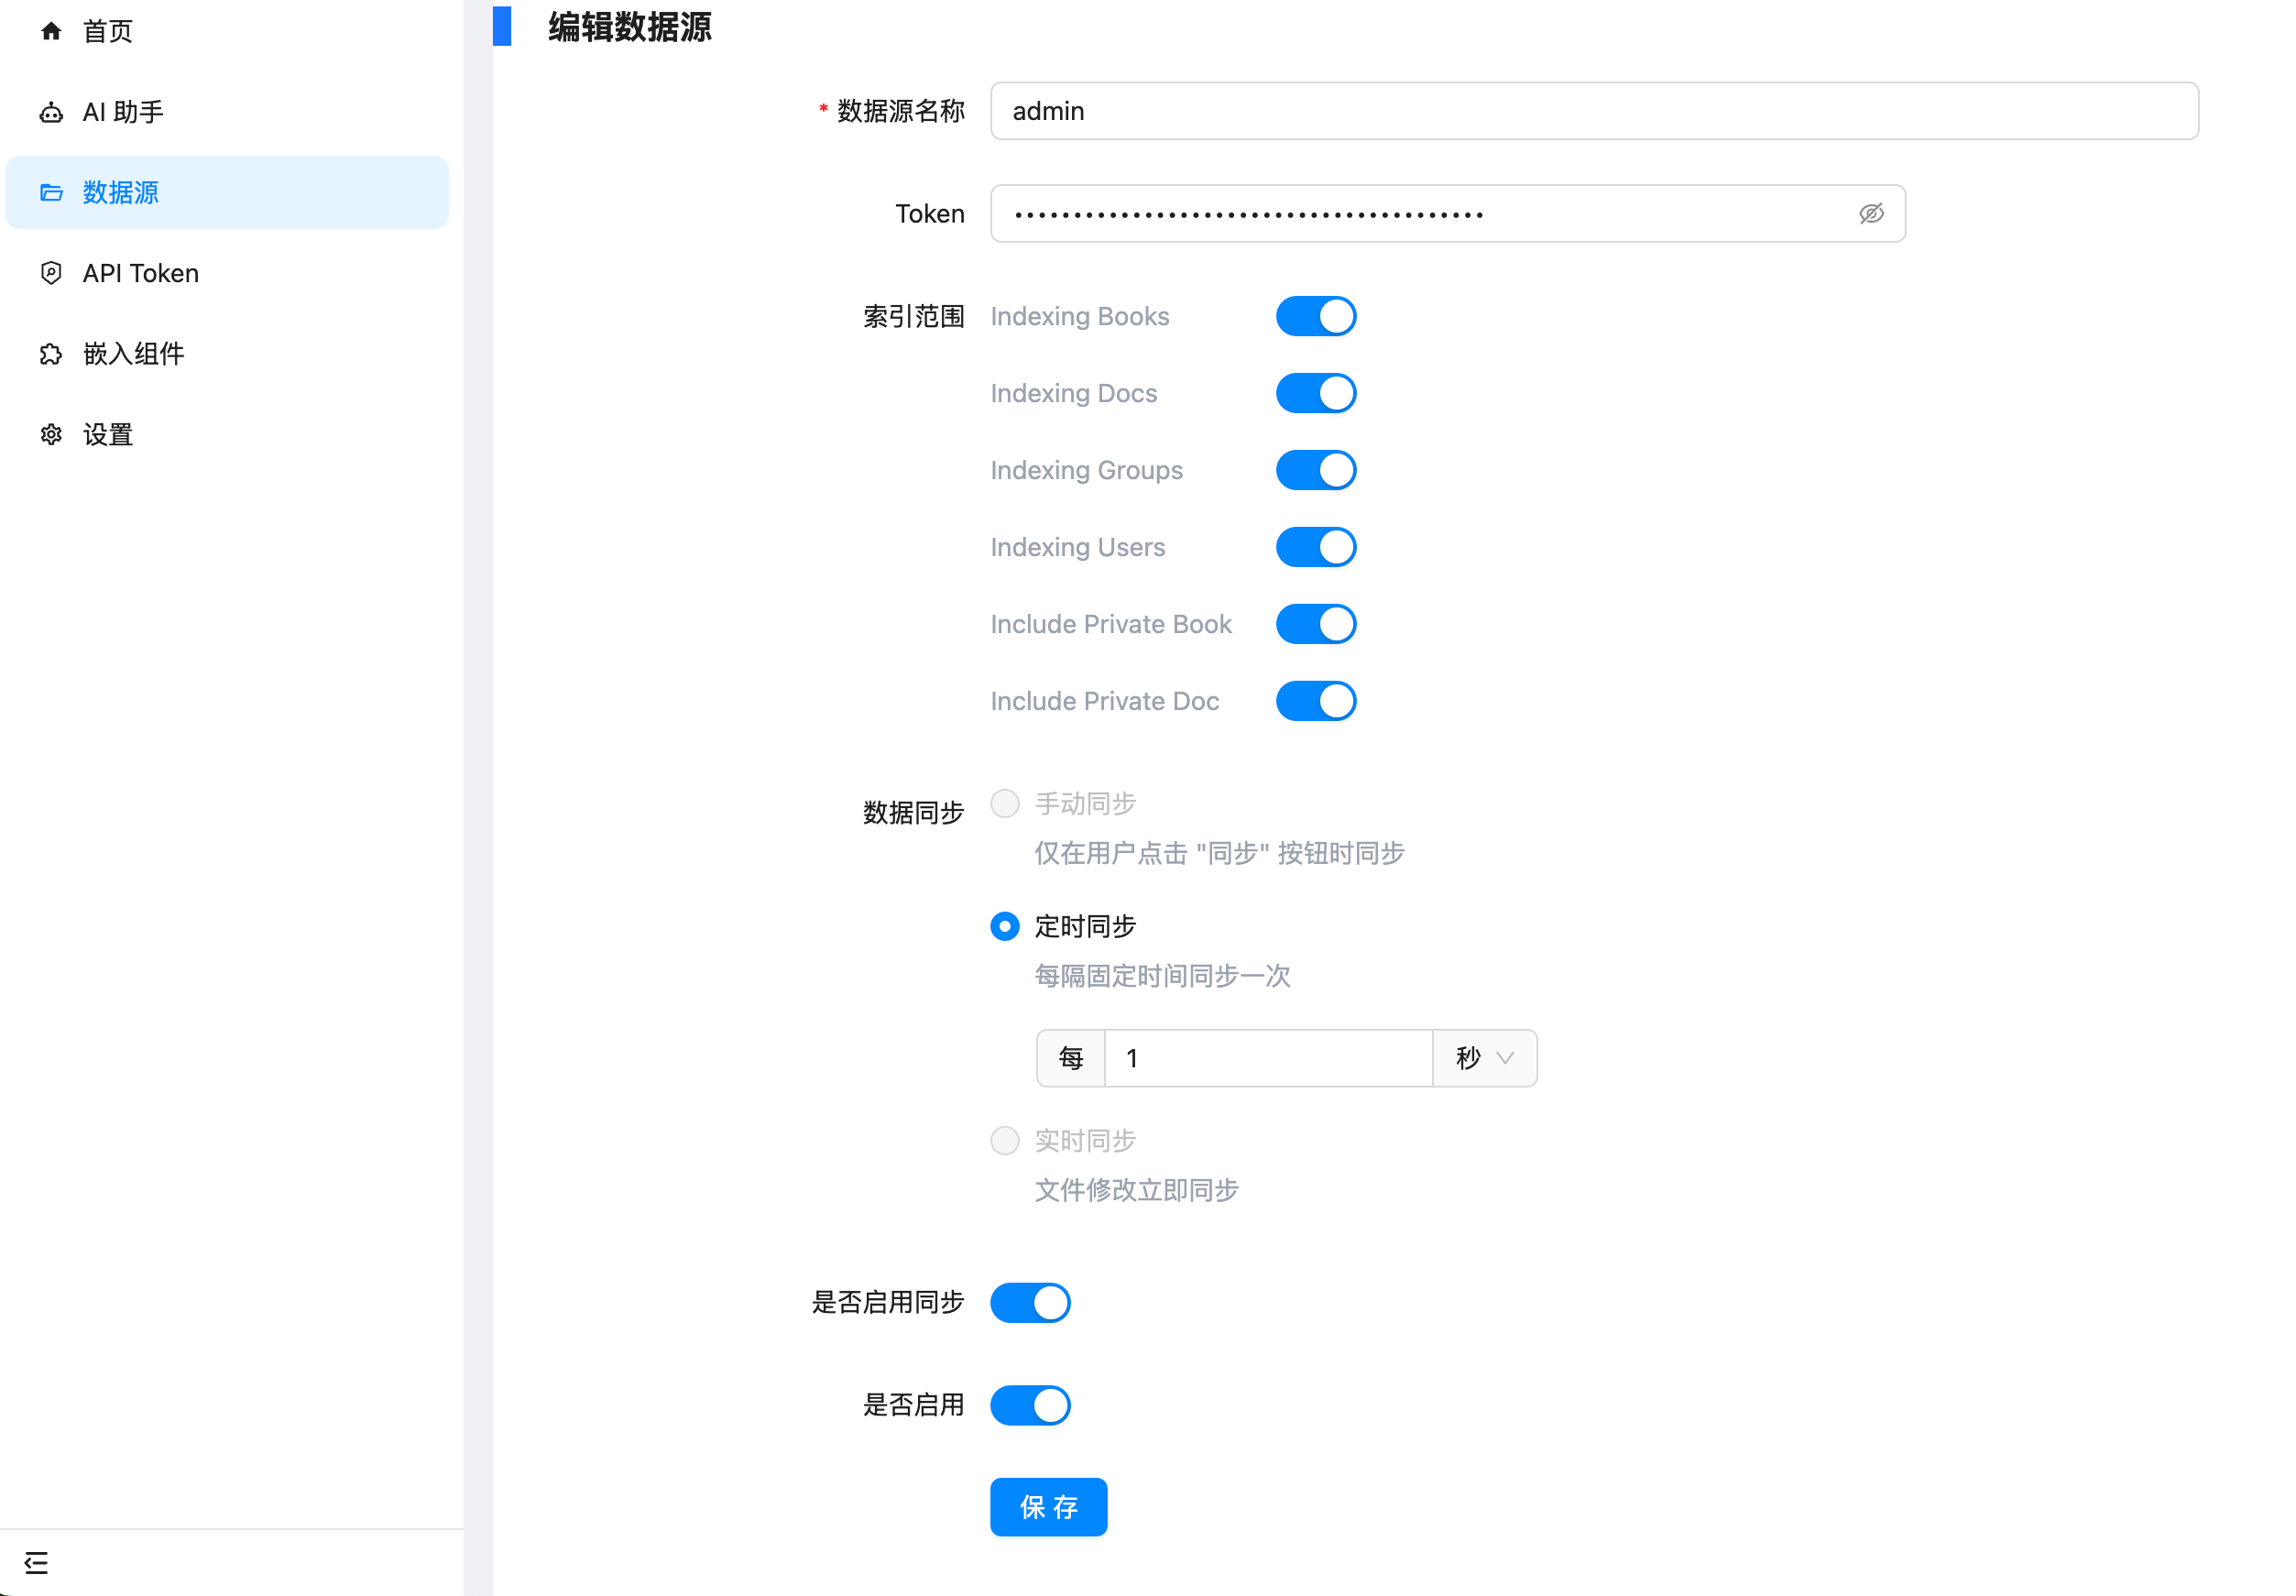 首页
AI 助手
数据源
API Token
嵌入组件
设置
编辑数据源
* 数据源名称
admin
Token
••••••••••••••••••••••••••••••••••••••••
索引范围
Indexing Books
Indexing Docs
Indexing Groups
Indexing Users
Include Private Book
Include Private Doc
数据同步
手动同步
仅在用户点击 "同步" 按钮时同步
定时同步
每隔固定时间同步一次
每 1 秒
实时同步
文件修改立即同步
是否启用同步
是否启用
保 存